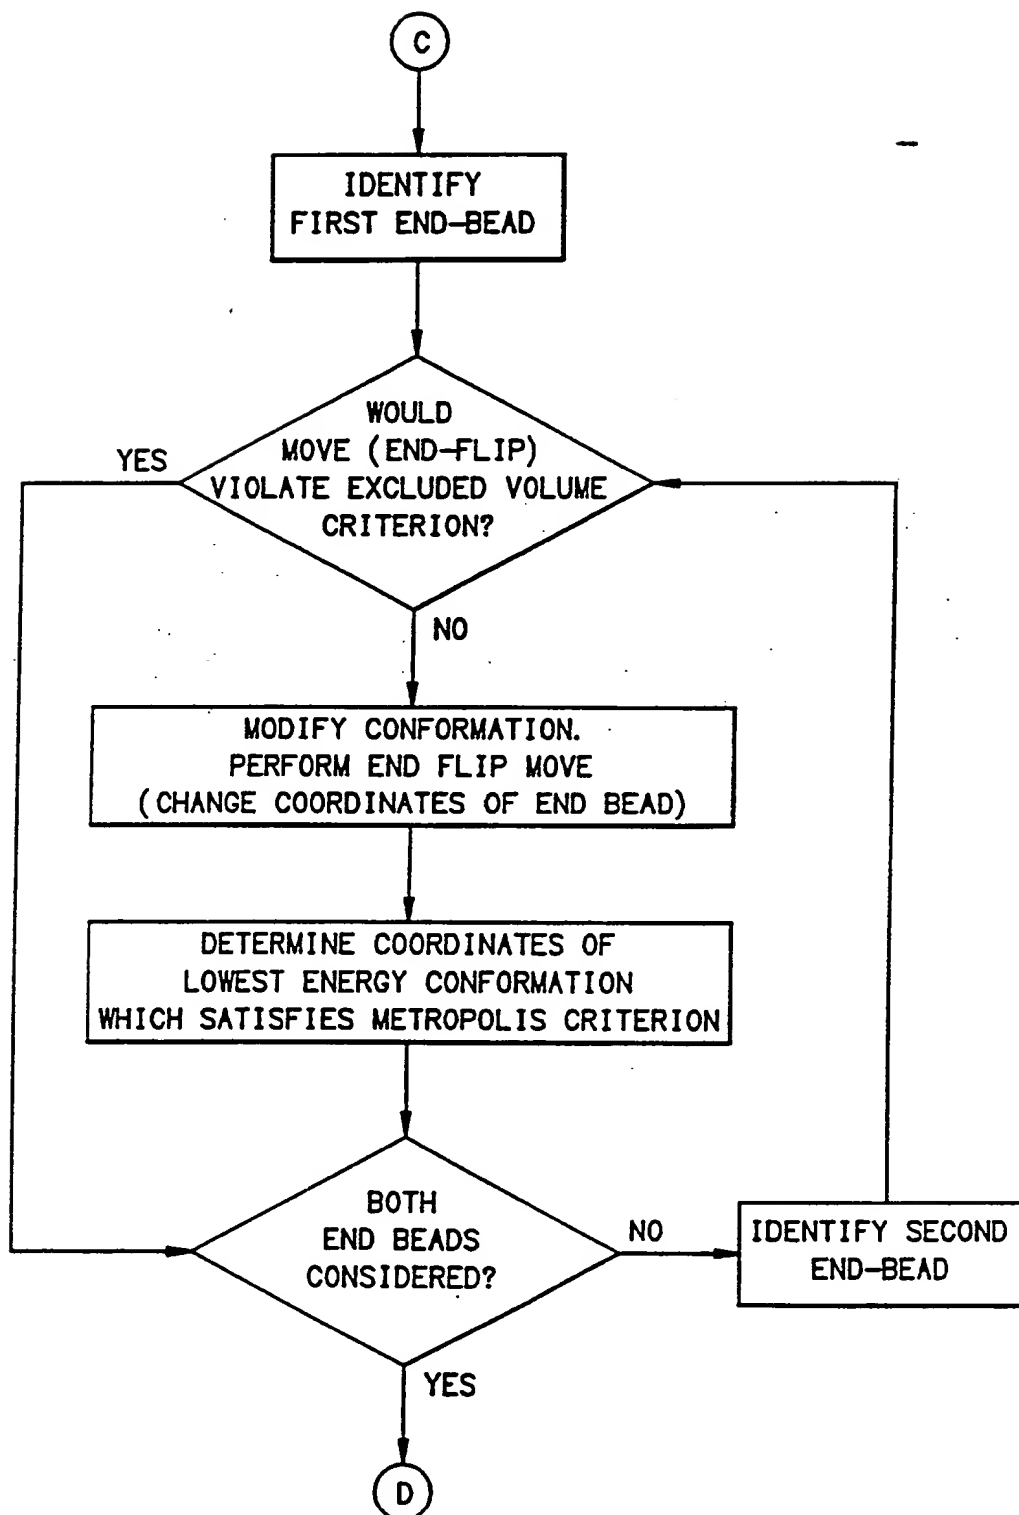 C
IDENTIFY
FIRST END-BEAD
WOULD
MOVE (END-FLIP)
VIOLATE EXCLUDED VOLUME
CRITERION?
YES
NO
MODIFY CONFORMATION.
PERFORM END FLIP MOVE
(CHANGE COORDINATES OF END BEAD)
DETERMINE COORDINATES OF
LOWEST ENERGY CONFORMATION
WHICH SATISFIES METROPOLIS CRITERION
BOTH
END BEADS
CONSIDERED?
NO
IDENTIFY SECOND
END-BEAD
YES
D